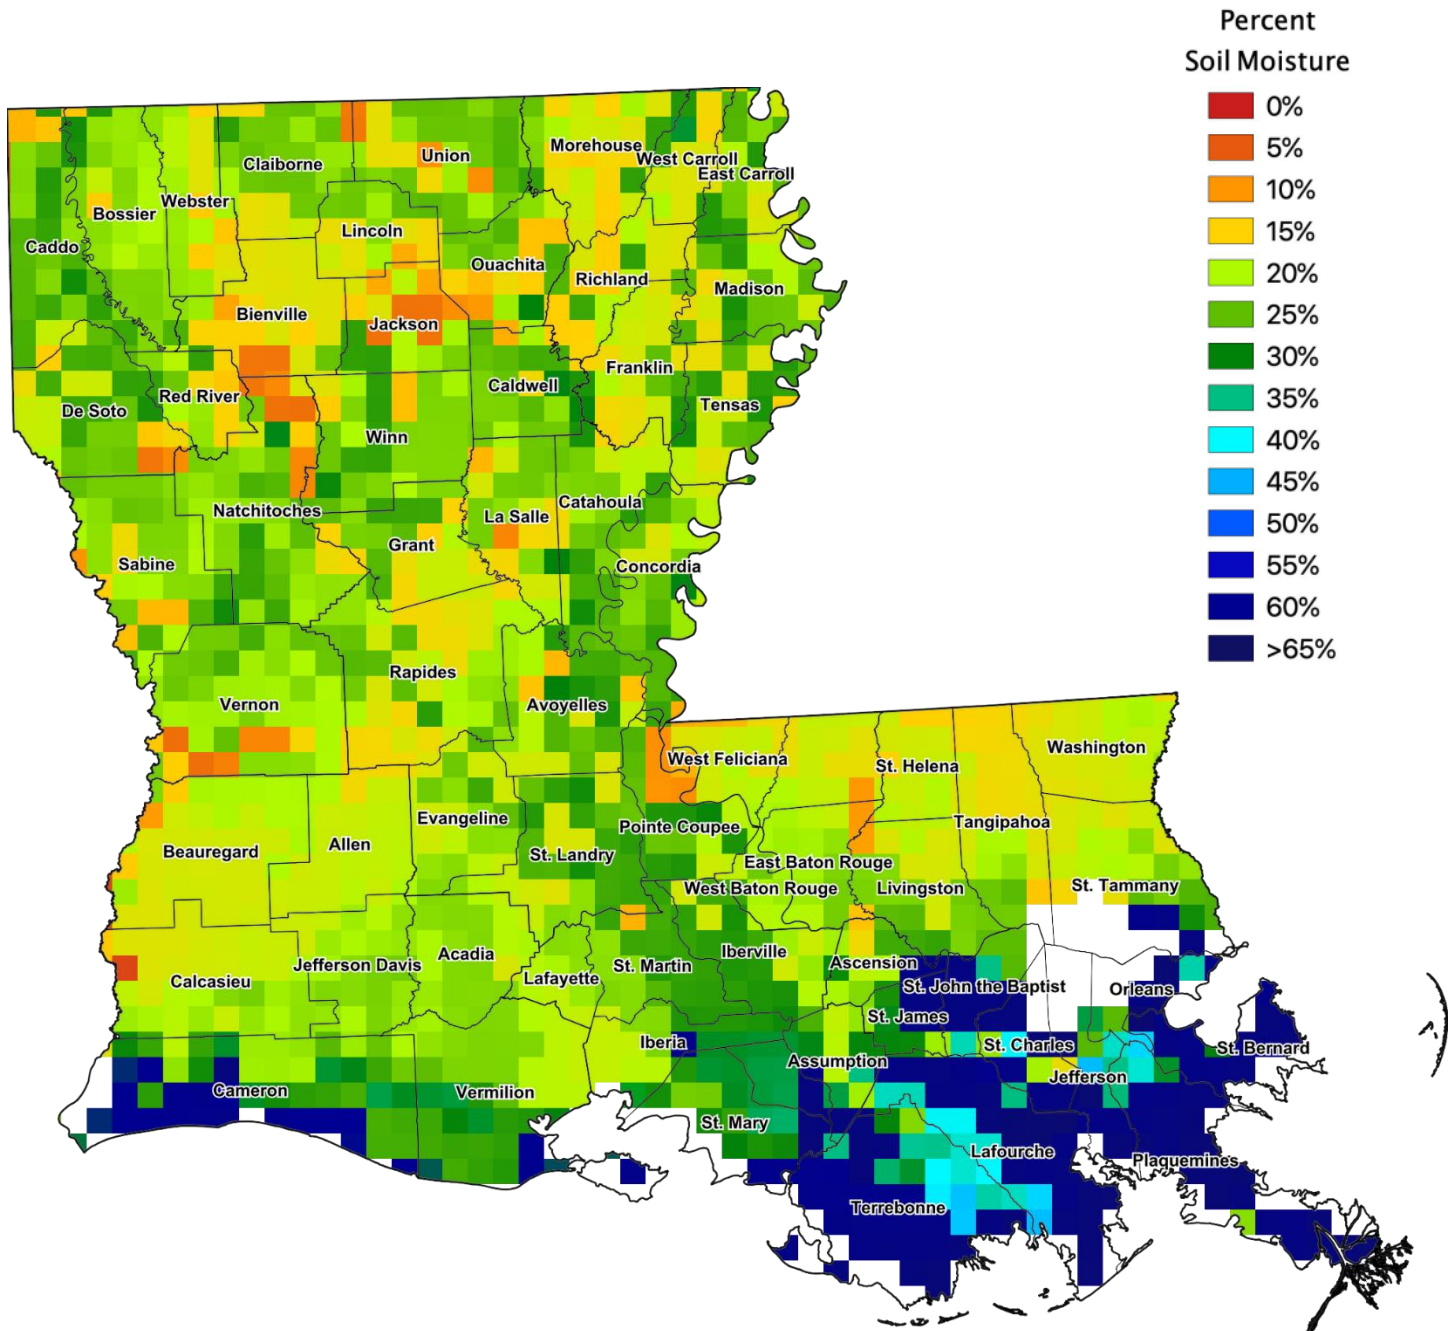 Percent
Soil Moisture
0%
5%
10%
15%
20%
25%
30%
35%
40%
45%
50%
55%
60%
>65%
Morehouse
Union
West Carroll
Claiborne
East Carroll
Webster
Bossier
Lincoln
Caddo
Ouachita
Richland
Madison
Bienville
Jackson
Franklin
Caldwell
Red River
Tensas
De Soto
Winn
Catahoula
Natchitoches
La Salle
Grant
Sabine
Concordia
Rapides
Vernon
Avoyelles
Washington
West Feliciana
St. Helena
Evangeline
Tangipahoa
Pointe Coupee
Allen
Beauregard
St. Landry
East Baton Rouge
St. Tammany
West Baton Rouge
Livingston
Iberville
Acadia
Ascension
Jefferson Davis
St. Martin
Lafayette
Calcasieu
St. John the Baptist
Orleans
St. James
Iberia
St. Charles
St. Bernard
Assumption
Jefferson
Cameron
Vermilion
St. Mary
Lafourche
Plaquemines
Terrebonne